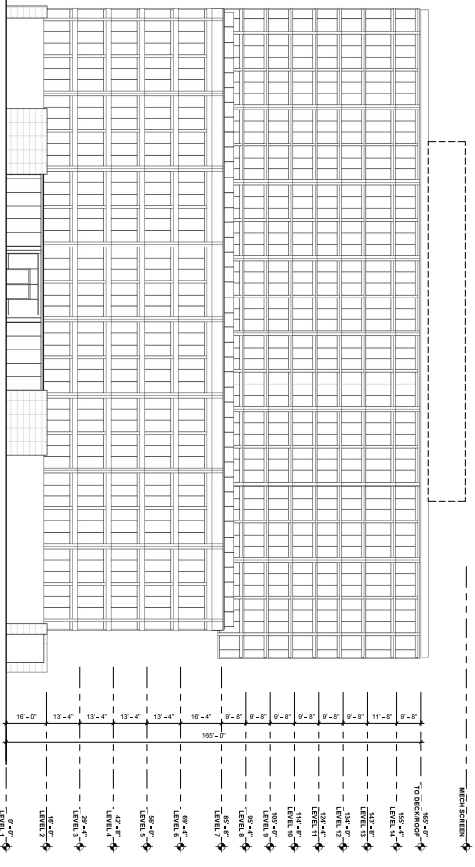 16' - 0" 13' - 4" 13' - 4" 13' - 4" 13' - 4" 16' - 4" 9' - 8" 9' - 8" 9' - 8" 9' - 8" 9' - 8" 9' - 8" 11' - 8" 9' - 8"
165' - 0"
MECH SCREEN
165' - 0"
TO DECK/ROOF
155' - 4"
LEVEL 14
143' - 8"
LEVEL 13
134' - 0"
LEVEL 12
124' - 4"
LEVEL 11
114' - 8"
LEVEL 10
105' - 0"
LEVEL 9
95' - 4"
LEVEL 8
85' - 8"
LEVEL 7
69' - 4"
LEVEL 6
56' - 0"
LEVEL 5
42' - 8"
LEVEL 4
29' - 4"
LEVEL 3
16' - 0"
LEVEL 2
0' - 0"
LEVEL 1